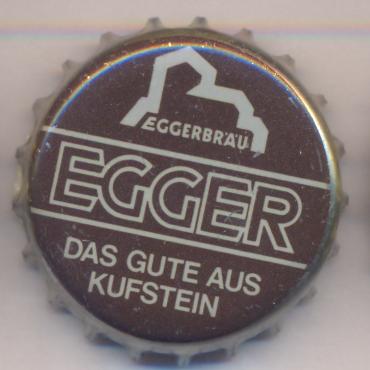 EGGERBRÄU
EGGER
DAS GUTE AUS
KUFSTEIN